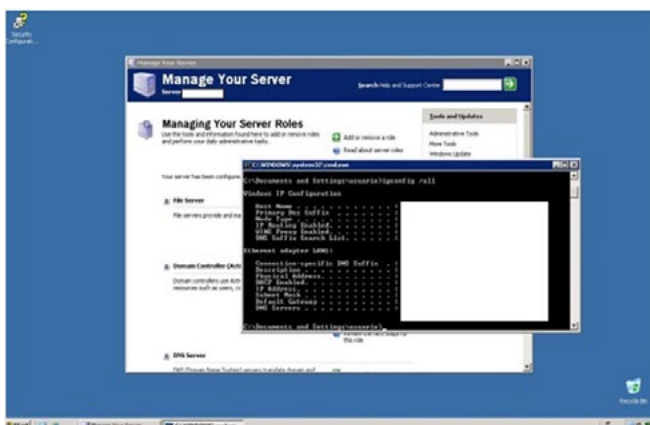 Security
Configurati...
Manage Your Server
Manage Your Server
Server
Search Help and Support Center
Managing Your Server Roles
Use the tools and information found here to add or remove roles
and perform your daily administrative tasks.
Add or remove a role
Read about server roles
Tools and Updates
Administrative Tools
More Tools
Windows Update
Your server has been configure
File Server
File servers provide and ma
Domain Controller (Acti
Domain controllers use Acti
resources such as users, co
this role
DNS Server
C:\WINDOWS\system32\cmd.exe
C:\Documents and Settings\usuario>ipconfig /all
Windows IP Configuration
Host Name . . . . . . . . . . . . :
Primary Dns Suffix . . . . . . . :
Node Type . . . . . . . . . . . . :
IP Routing Enabled. . . . . . . . :
WINS Proxy Enabled. . . . . . . . :
DNS Suffix Search List. . . . . . :
Ethernet adapter LAN1:
Connection-specific DNS Suffix . :
Description . . . . . . . . . . . :
Physical Address. . . . . . . . . :
DHCP Enabled. . . . . . . . . . . :
IP Address. . . . . . . . . . . . :
Subnet Mask . . . . . . . . . . . :
Default Gateway . . . . . . . . . :
DNS Servers . . . . . . . . . . . :
C:\Documents and Settings\usuario>
Recycle Bin